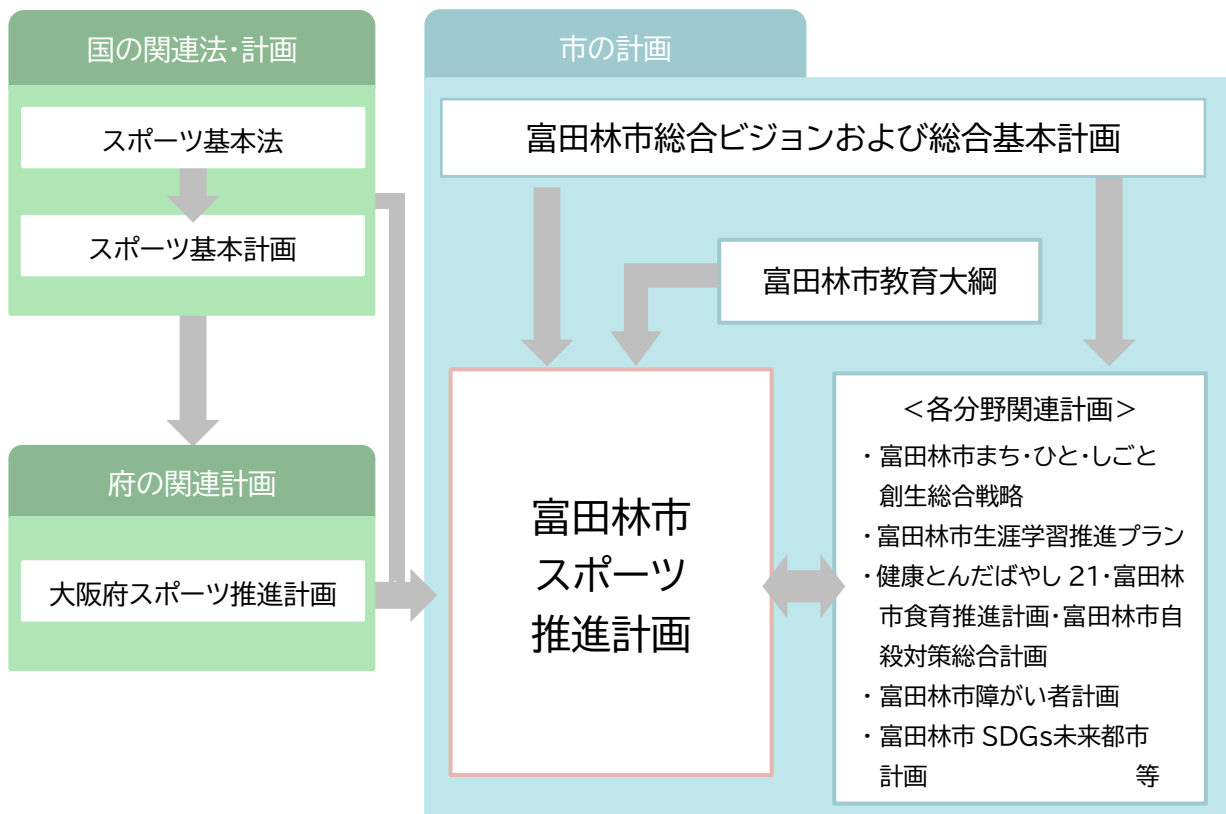 国の関連法・計画
スポーツ基本法
スポーツ基本計画
府の関連計画
大阪府スポーツ推進計画
市の計画
富田林市総合ビジョンおよび総合基本計画
富田林市教育大綱
富田林市
スポーツ
推進計画
＜各分野関連計画＞
・富田林市まち・ひと・しごと
創生総合戦略
・富田林市生涯学習推進プラン
・健康とんだばやし 21・富田林
市食育推進計画・富田林市自
殺対策総合計画
・富田林市障がい者計画
・富田林市 SDGs未来都市
計画 等